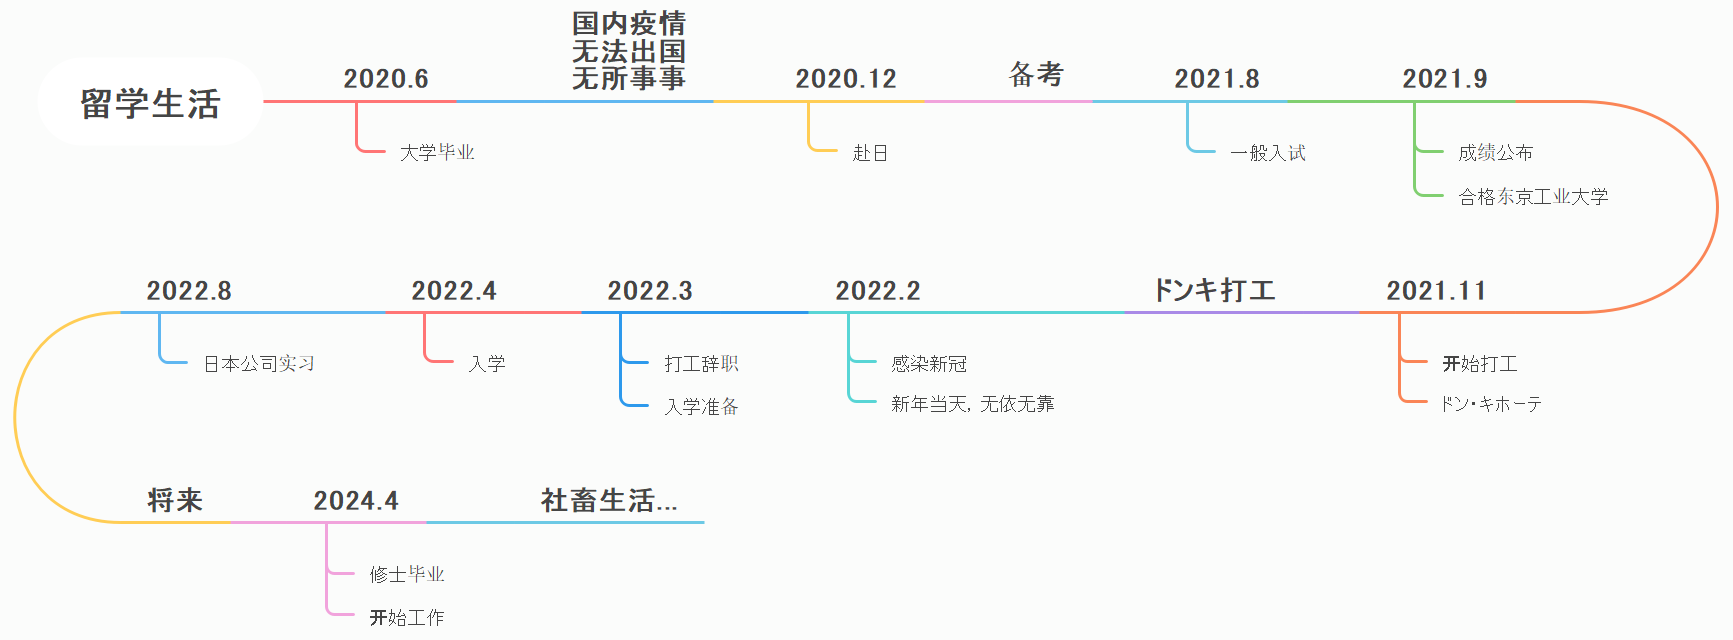 留学生活
2020.6
大学毕业
国内疫情
无法出国
无所事事
2020.12
赴日
备考
2021.8
一般入试
2021.9
成绩公布
合格东京工业大学
2021.11
开始打工
ドン・キホーテ
ドンキ打工
2022.2
感染新冠
新年当天，无依无靠
2022.3
打工辞职
入学准备
2022.4
入学
2022.8
日本公司实习
将来
2024.4
修士毕业
开始工作
社畜生活...